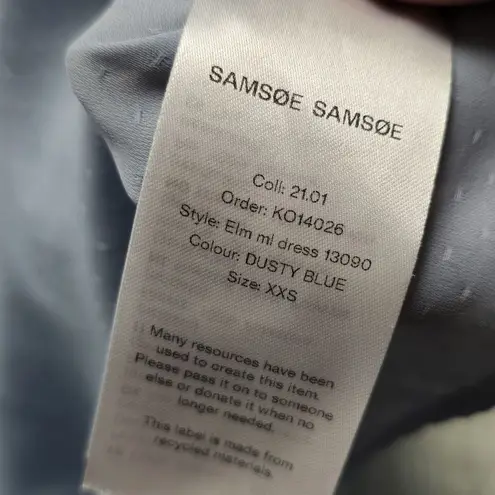 SAMSØE SAMSØE
Coll: 21.01
Order: KO14026
Style: Elm ml dress 13090
Colour: DUSTY BLUE
Size: XXS
Many resources have been
used to create this item.
Please pass it on to someone
else or donate it when no
longer needed.
This label is made from
recycled materials.